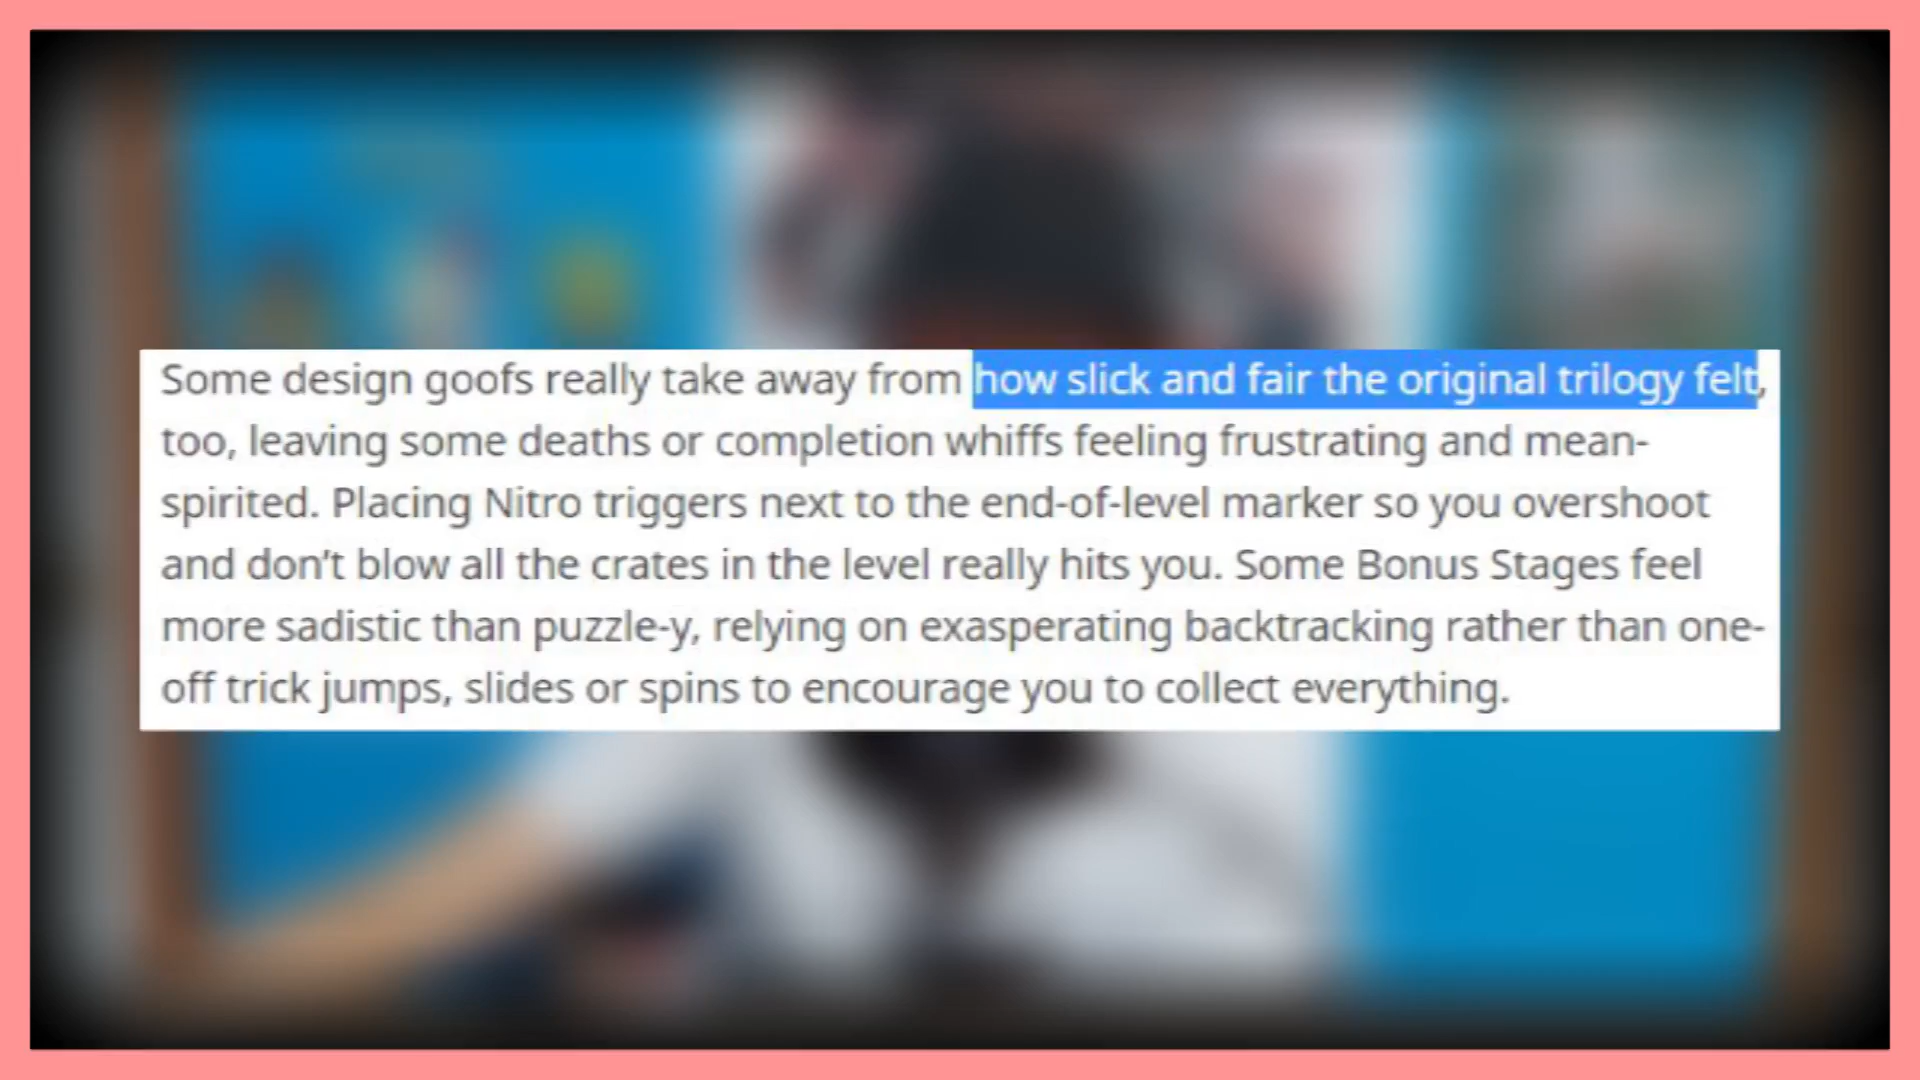 Some design goofs really take away from how slick and fair the original trilogy felt,
too, leaving some deaths or completion whiffs feeling frustrating and mean-
spirited. Placing Nitro triggers next to the end-of-level marker so you overshoot
and don't blow all the crates in the level really hits you. Some Bonus Stages feel
more sadistic than puzzle-y, relying on exasperating backtracking rather than one-
off trick jumps, slides or spins to encourage you to collect everything.